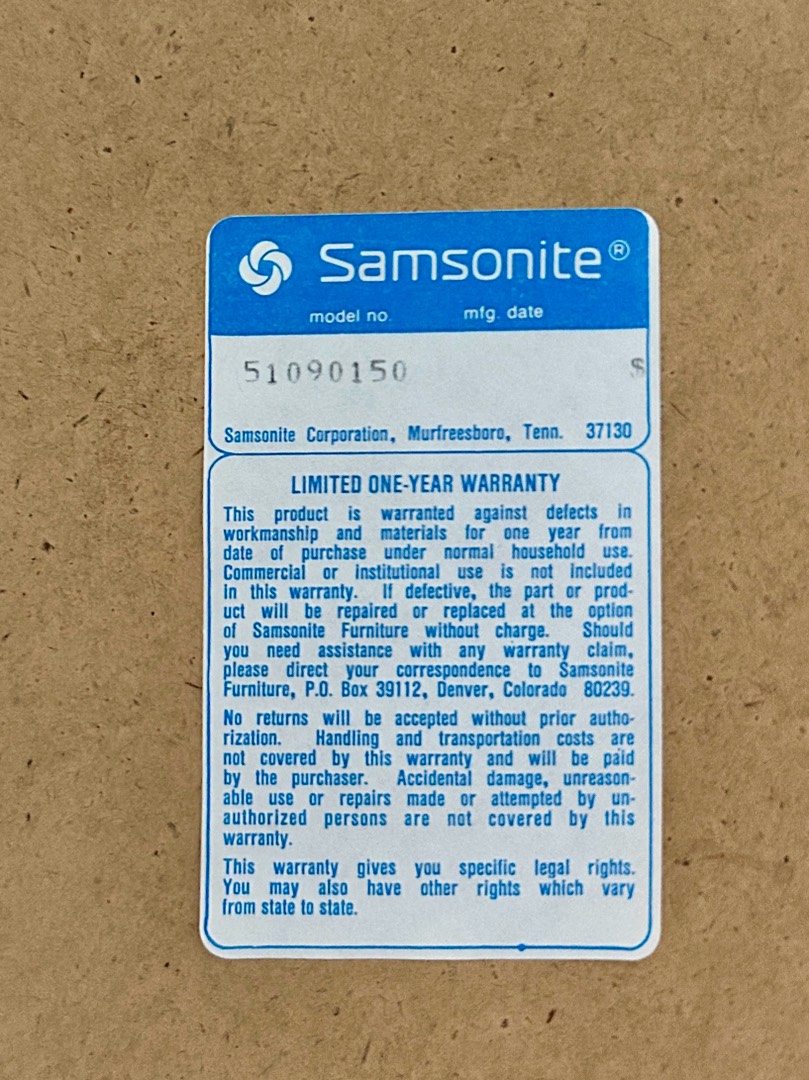 Samsonite®
model no. mfg. date
51090150 $
Samsonite Corporation, Murfreesboro, Tenn. 37130
LIMITED ONE-YEAR WARRANTY
This product is warranted against defects in
workmanship and materials for one year from
date of purchase under normal household use.
Commercial or institutional use is not included
in this warranty. If defective, the part or prod-
uct will be repaired or replaced at the option
of Samsonite Furniture without charge. Should
you need assistance with any warranty claim,
please direct your correspondence to Samsonite
Furniture, P.O. Box 39112, Denver, Colorado 80239.
No returns will be accepted without prior autho-
rization. Handling and transportation costs are
not covered by this warranty and will be paid
by the purchaser. Accidental damage, unreason-
able use or repairs made or attempted by un-
authorized persons are not covered by this
warranty.
This warranty gives you specific legal rights.
You may also have other rights which vary
from state to state.